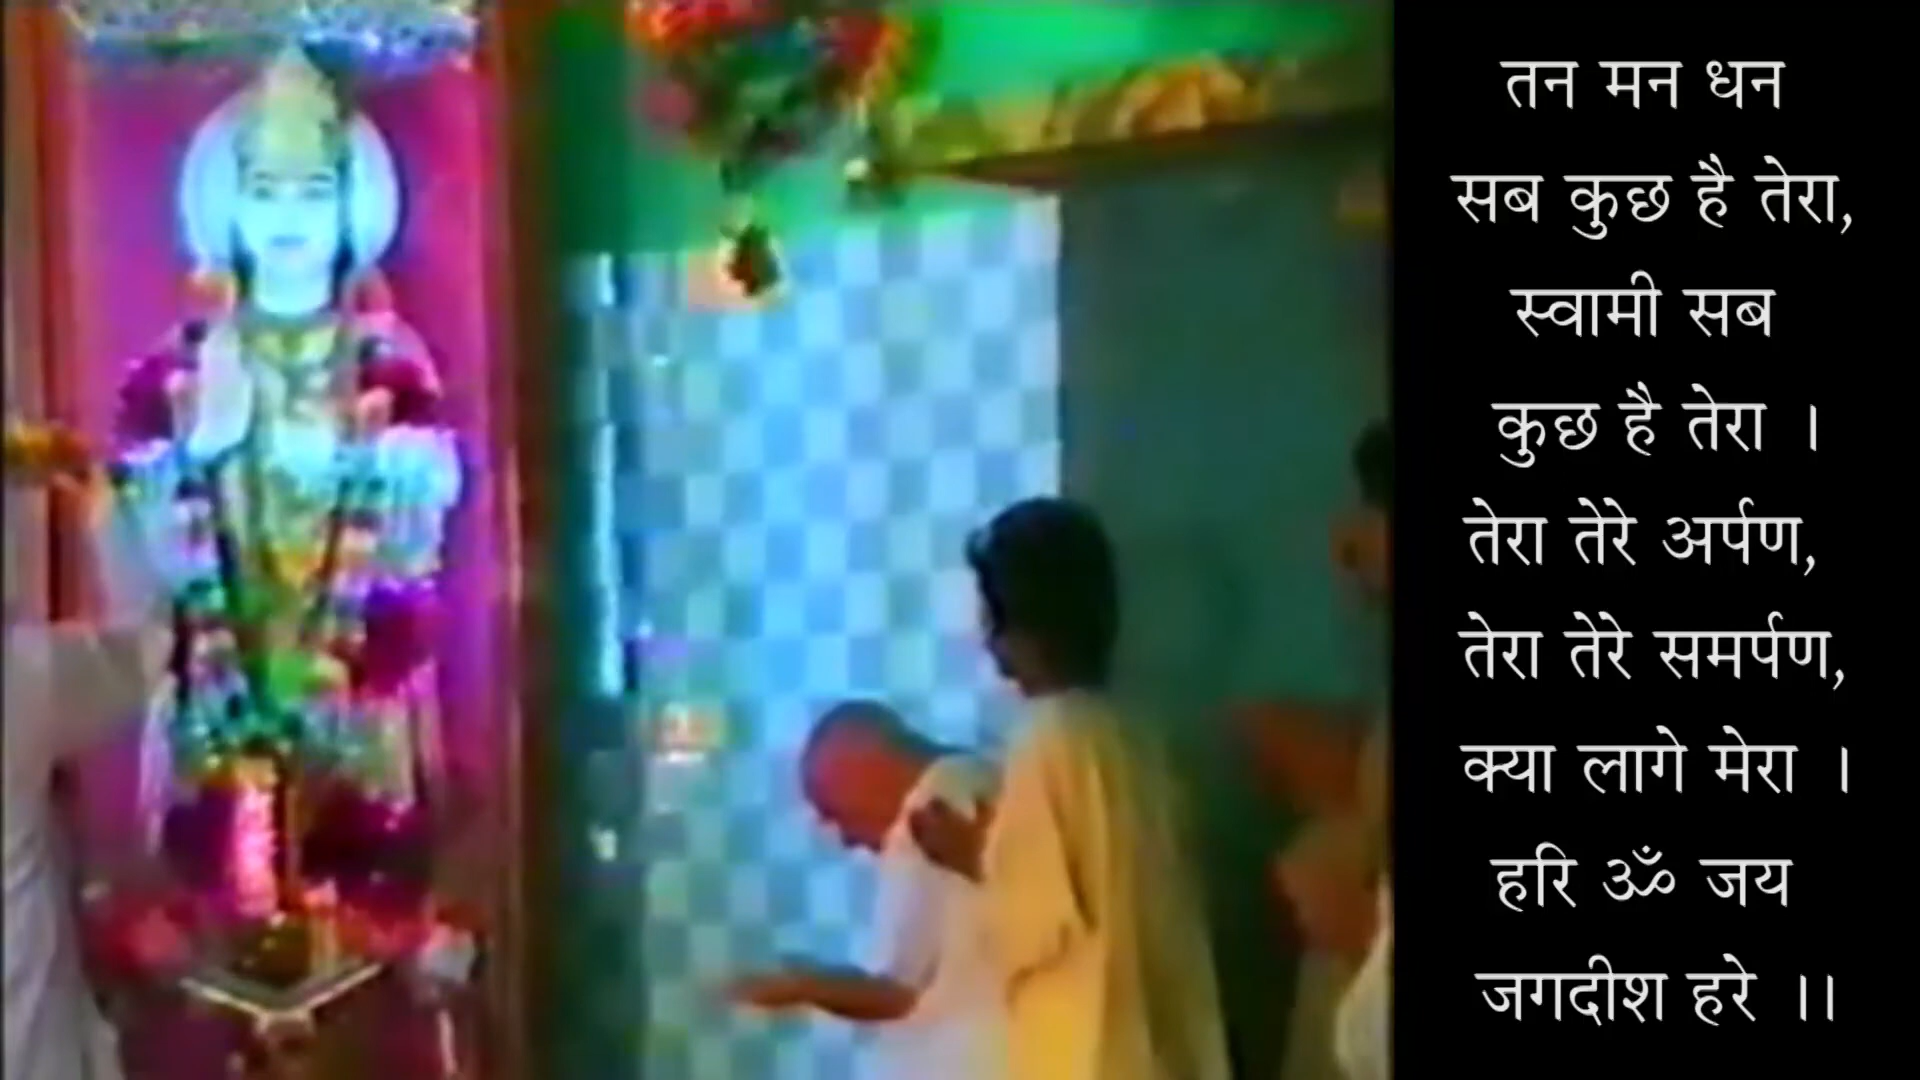 तन मन धन
सब कुछ है तेरा,
स्वामी सब
कुछ है तेरा ।
तेरा तेरे अर्पण,
तेरा तेरे समर्पण,
क्या लागे मेरा ।
हरि ॐ जय
जगदीश हरे ।।